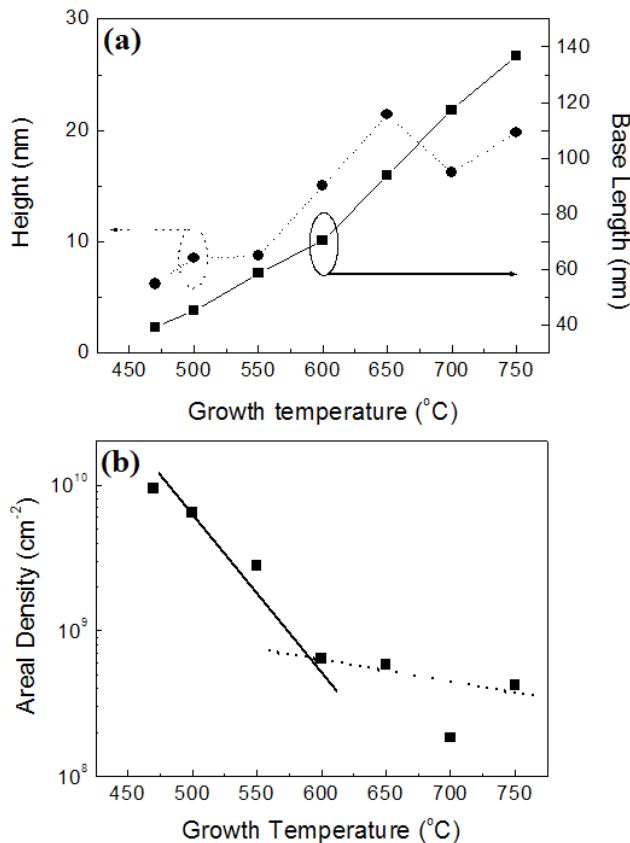 (a)
30
20
10
0
Height (nm)
140
120
100
80
60
40
Base Length (nm)
450 500 550 600 650 700 750
Growth temperature (°C)
(b)
10^10
10^9
10^8
Areal Density (cm^-2)
450 500 550 600 650 700 750
Growth Temperature (°C)